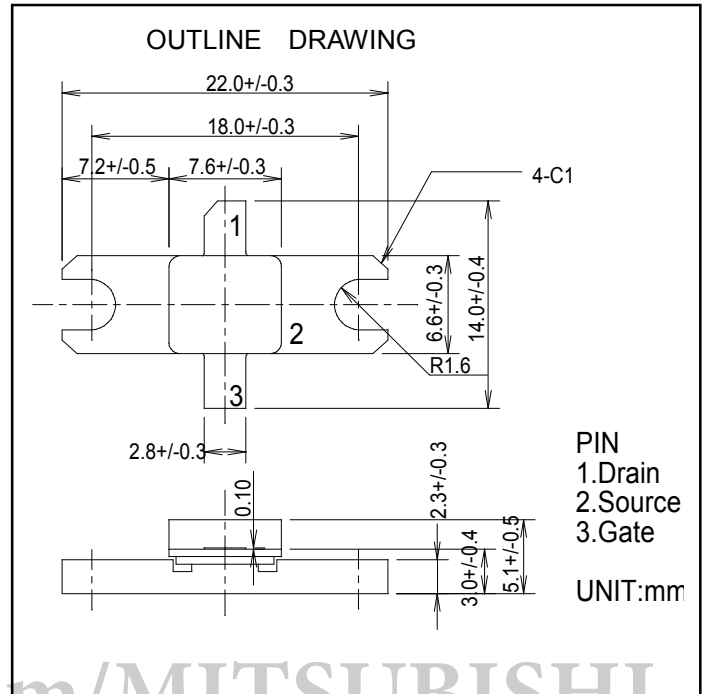 OUTLINE DRAWING
22.0+/-0.3
18.0+/-0.3
7.2+/-0.5 7.6+/-0.3
4-C1
1
6.6+/-0.3
14.0+/-0.4
2
R1.6
3
2.8+/-0.3
PIN
1.Drain
2.Source
3.Gate
UNIT:mm
0.10
2.3+/-0.3
3.0+/-0.4
5.1+/-0.5
m/MITSUBISHI